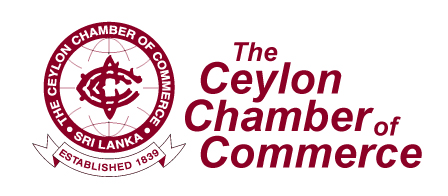 THE CEYLON CHAMBER OF COMMERCE
• SRI LANKA •
ESTABLISHED 1839
The
Ceylon
Chamber of
Commerce